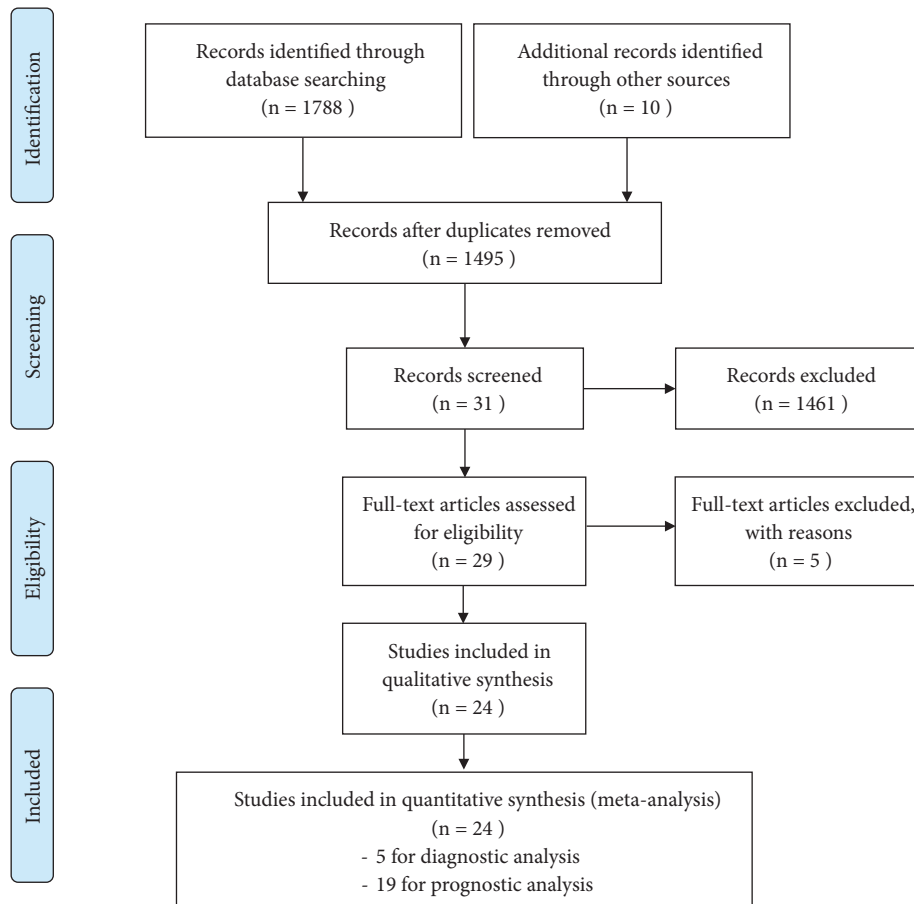 Identification
Records identified through
database searching
(n = 1788 )
Additional records identified
through other sources
(n = 10 )
Records after duplicates removed
(n = 1495 )
Screening
Records screened
(n = 31 )
Records excluded
(n = 1461 )
Eligibility
Full-text articles assessed
for eligibility
(n = 29 )
Full-text articles excluded,
with reasons
(n = 5 )
Studies included in
qualitative synthesis
(n = 24 )
Included
Studies included in quantitative synthesis (meta-analysis)
(n = 24 )
- 5 for diagnostic analysis
- 19 for prognostic analysis